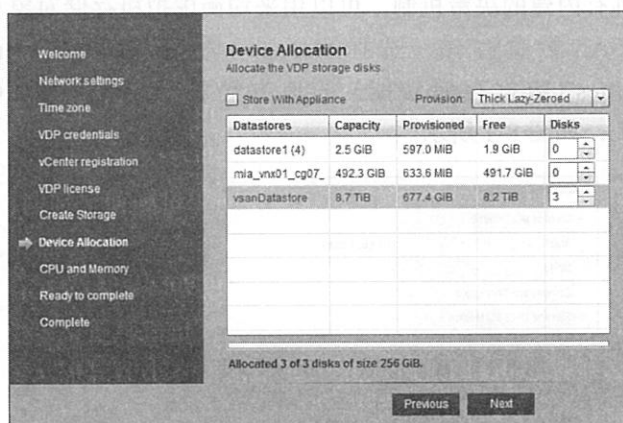 Welcome
Network settings
Time zone
VDP credentials
vCenter registration
VDP license
Create Storage
Device Allocation
CPU and Memory
Ready to complete
Complete
Device Allocation
Allocate the VDP storage disks.
Store With Appliance Provision: Thick Lazy-Zeroed
Datastores Capacity Provisioned Free Disks
datastore1 (4) 2.5 GiB 597.0 MiB 1.9 GiB 0
mia_vnx01_cg07_ 492.3 GiB 633.6 MiB 491.7 GiB 0
vsanDatastore 8.7 TiB 677.4 GiB 8.2 TiB 3
Allocated 3 of 3 disks of size 256 GiB.
Previous Next